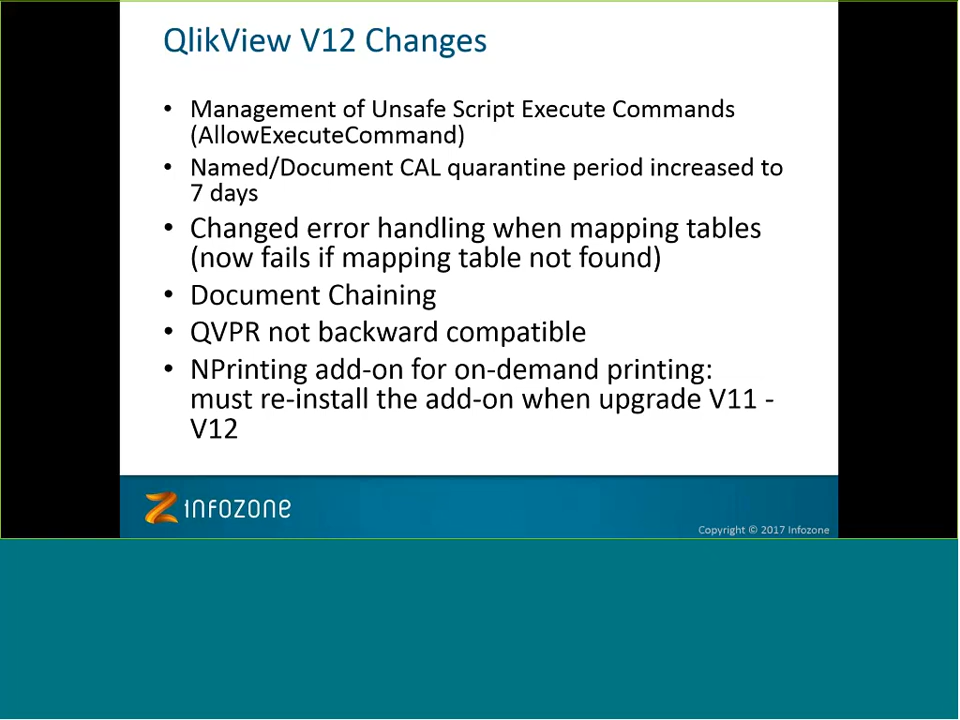 QlikView V12 Changes
• Management of Unsafe Script Execute Commands
(AllowExecuteCommand)
• Named/Document CAL quarantine period increased to
7 days
• Changed error handling when mapping tables
(now fails if mapping table not found)
• Document Chaining
• QVPR not backward compatible
• NPrinting add-on for on-demand printing:
must re-install the add-on when upgrade V11 -
V12
infozone
Copyright © 2017 Infozone